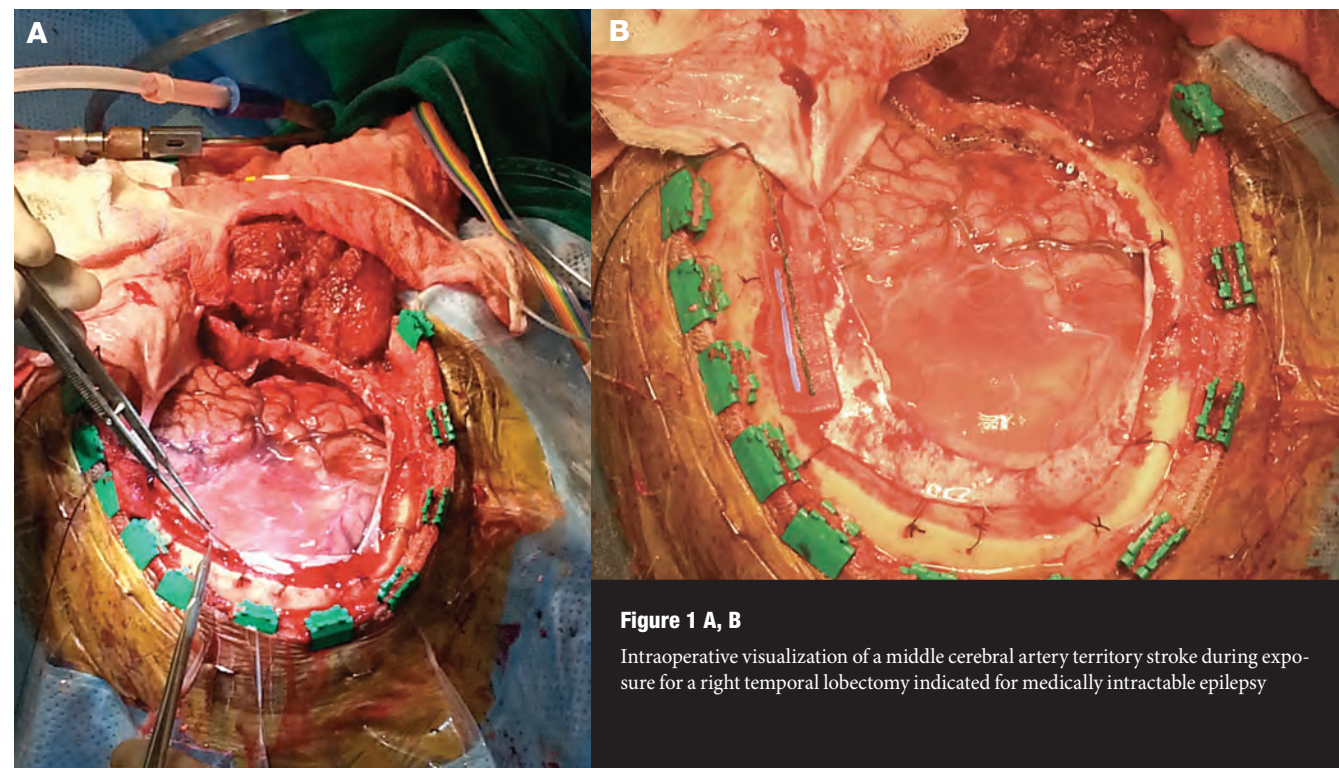 A
B
Figure 1 A, B
Intraoperative visualization of a middle cerebral artery territory stroke during expo-
sure for a right temporal lobectomy indicated for medically intractable epilepsy